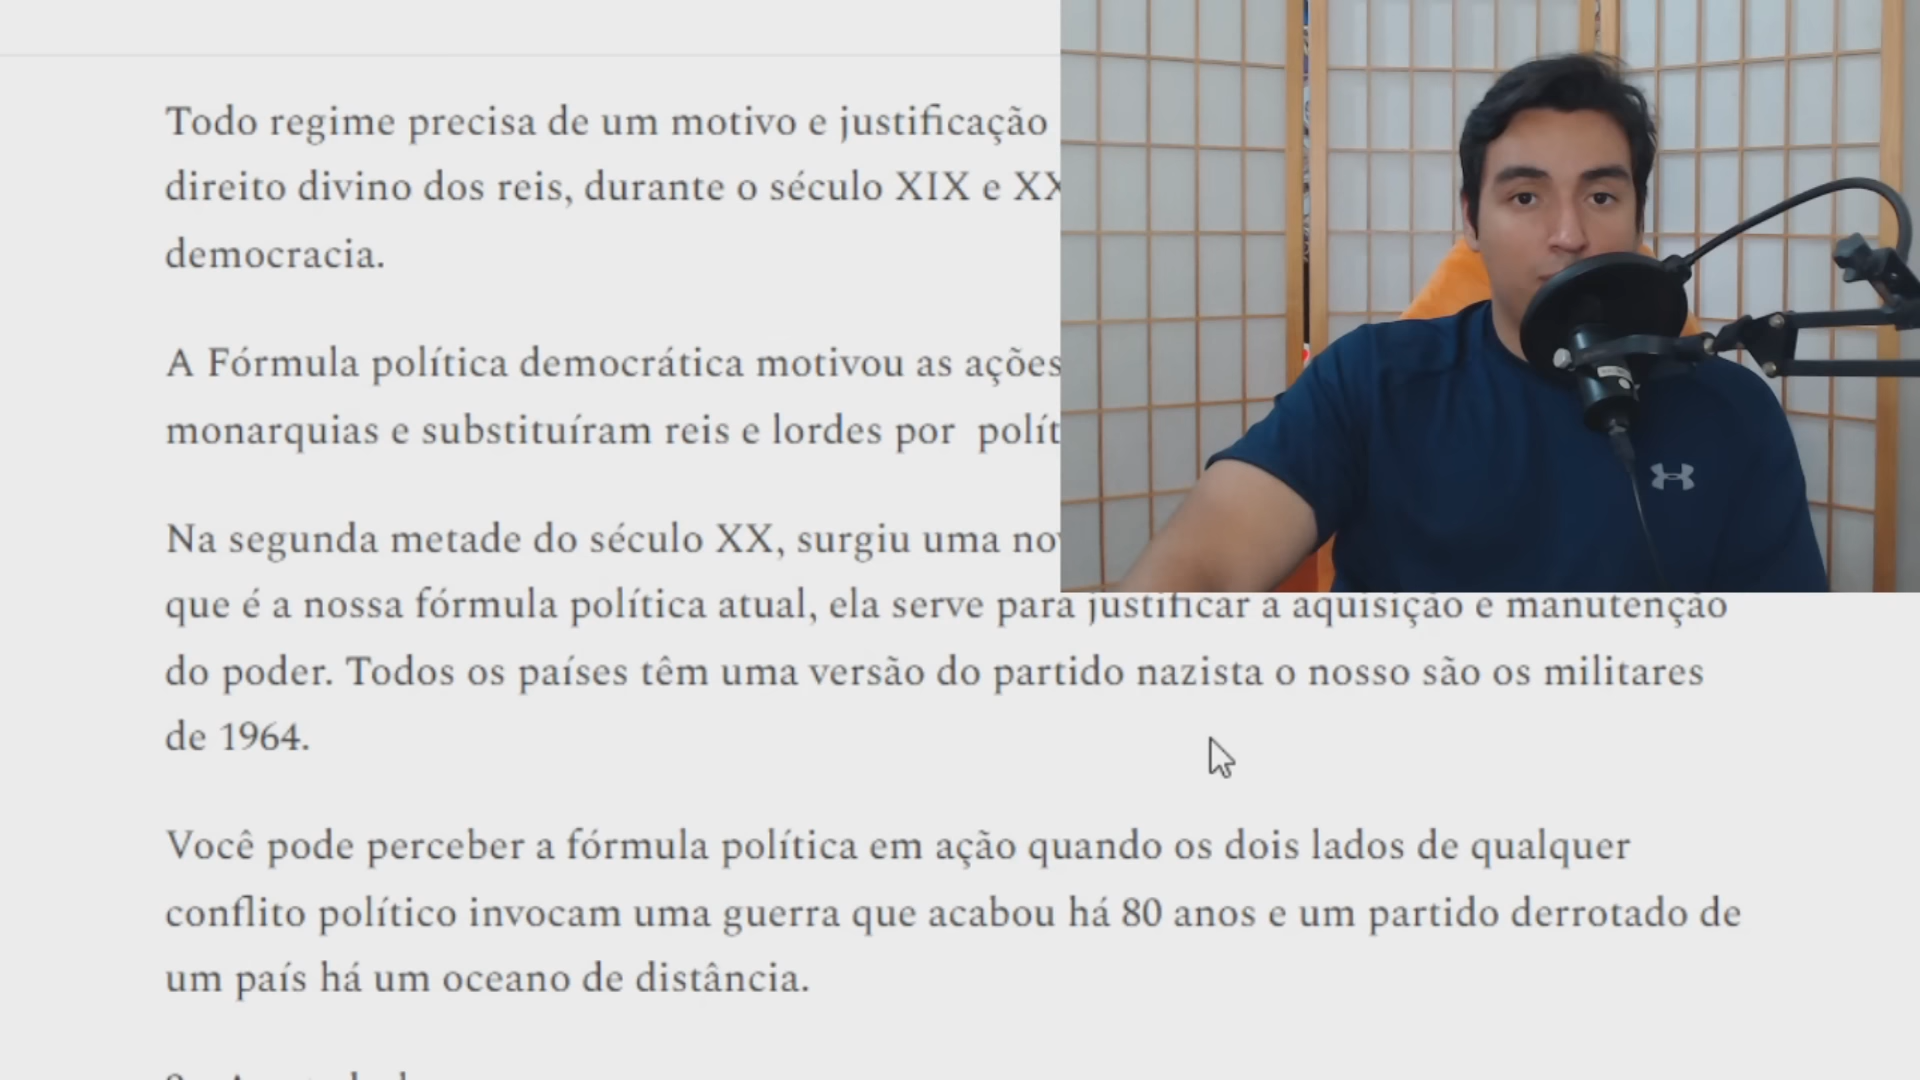 Todo regime precisa de um motivo e justificação
direito divino dos reis, durante o século XIX e XX
democracia.
A Fórmula política democrática motivou as ações
monarquias e substituíram reis e lordes por polít
Na segunda metade do século XX, surgiu uma no
que é a nossa fórmula política atual, ela serve para justificar a aquisição e manutenção
do poder. Todos os países têm uma versão do partido nazista o nosso são os militares
de 1964.
Você pode perceber a fórmula política em ação quando os dois lados de qualquer
conflito político invocam uma guerra que acabou há 80 anos e um partido derrotado de
um país há um oceano de distância.